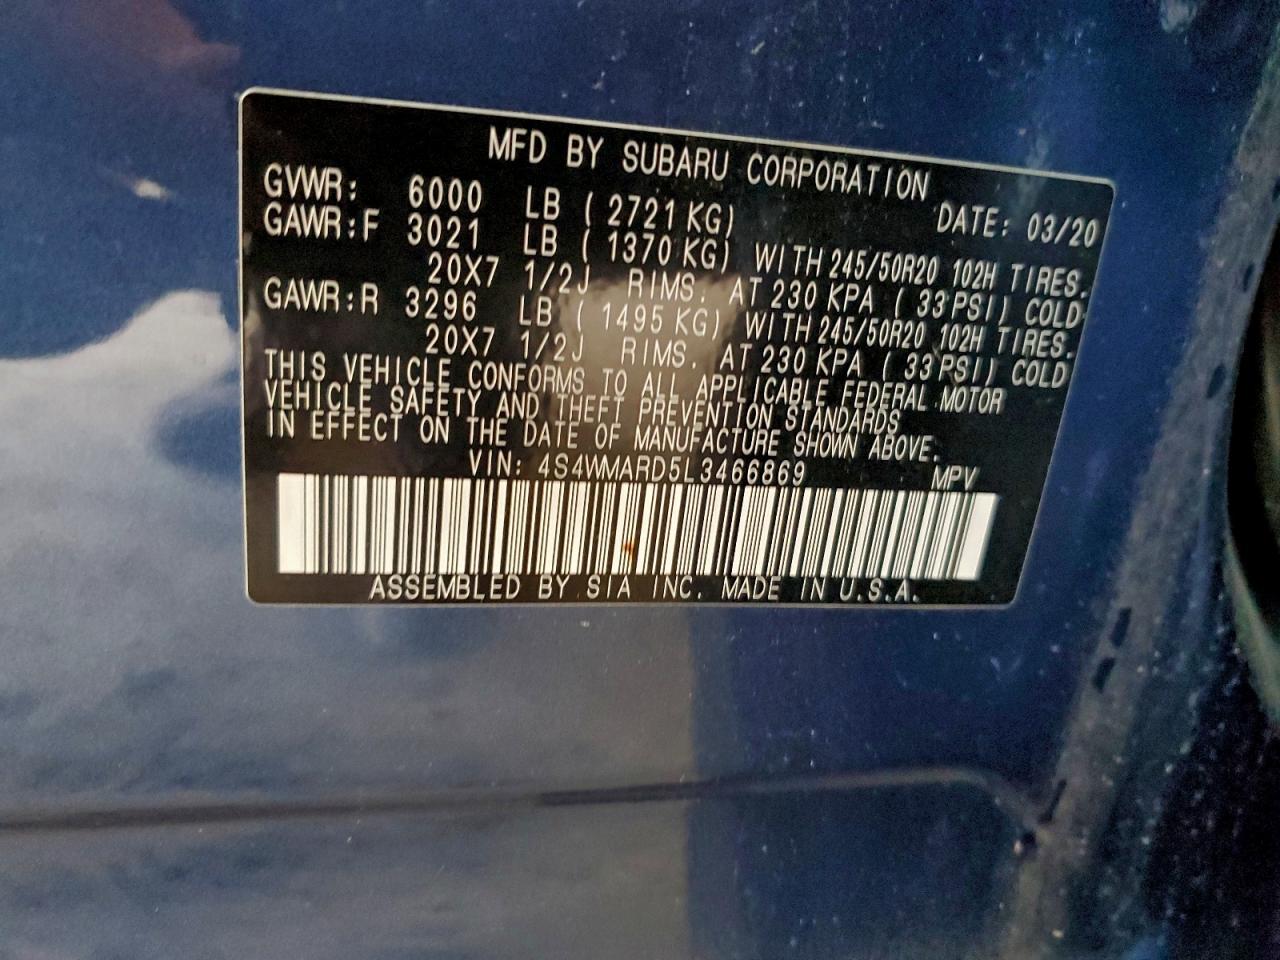 MFD BY SUBARU CORPORATION
GVWR: 6000 LB ( 2721 KG) DATE: 03/20
GAWR:F 3021 LB ( 1370 KG) WITH 245/50R20 102H TIRES.
20X7 1/2J RIMS. AT 230 KPA ( 33 PSI) COLD
GAWR:R 3296 LB ( 1495 KG) WITH 245/50R20 102H TIRES.
20X7 1/2J RIMS. AT 230 KPA ( 33 PSI) COLD
THIS VEHICLE CONFORMS TO ALL APPLICABLE FEDERAL MOTOR
VEHICLE SAFETY AND THEFT PREVENTION STANDARDS
IN EFFECT ON THE DATE OF MANUFACTURE SHOWN ABOVE.
VIN: 4S4WMARD5L3466869 MPV
ASSEMBLED BY SIA INC. MADE IN U.S.A.